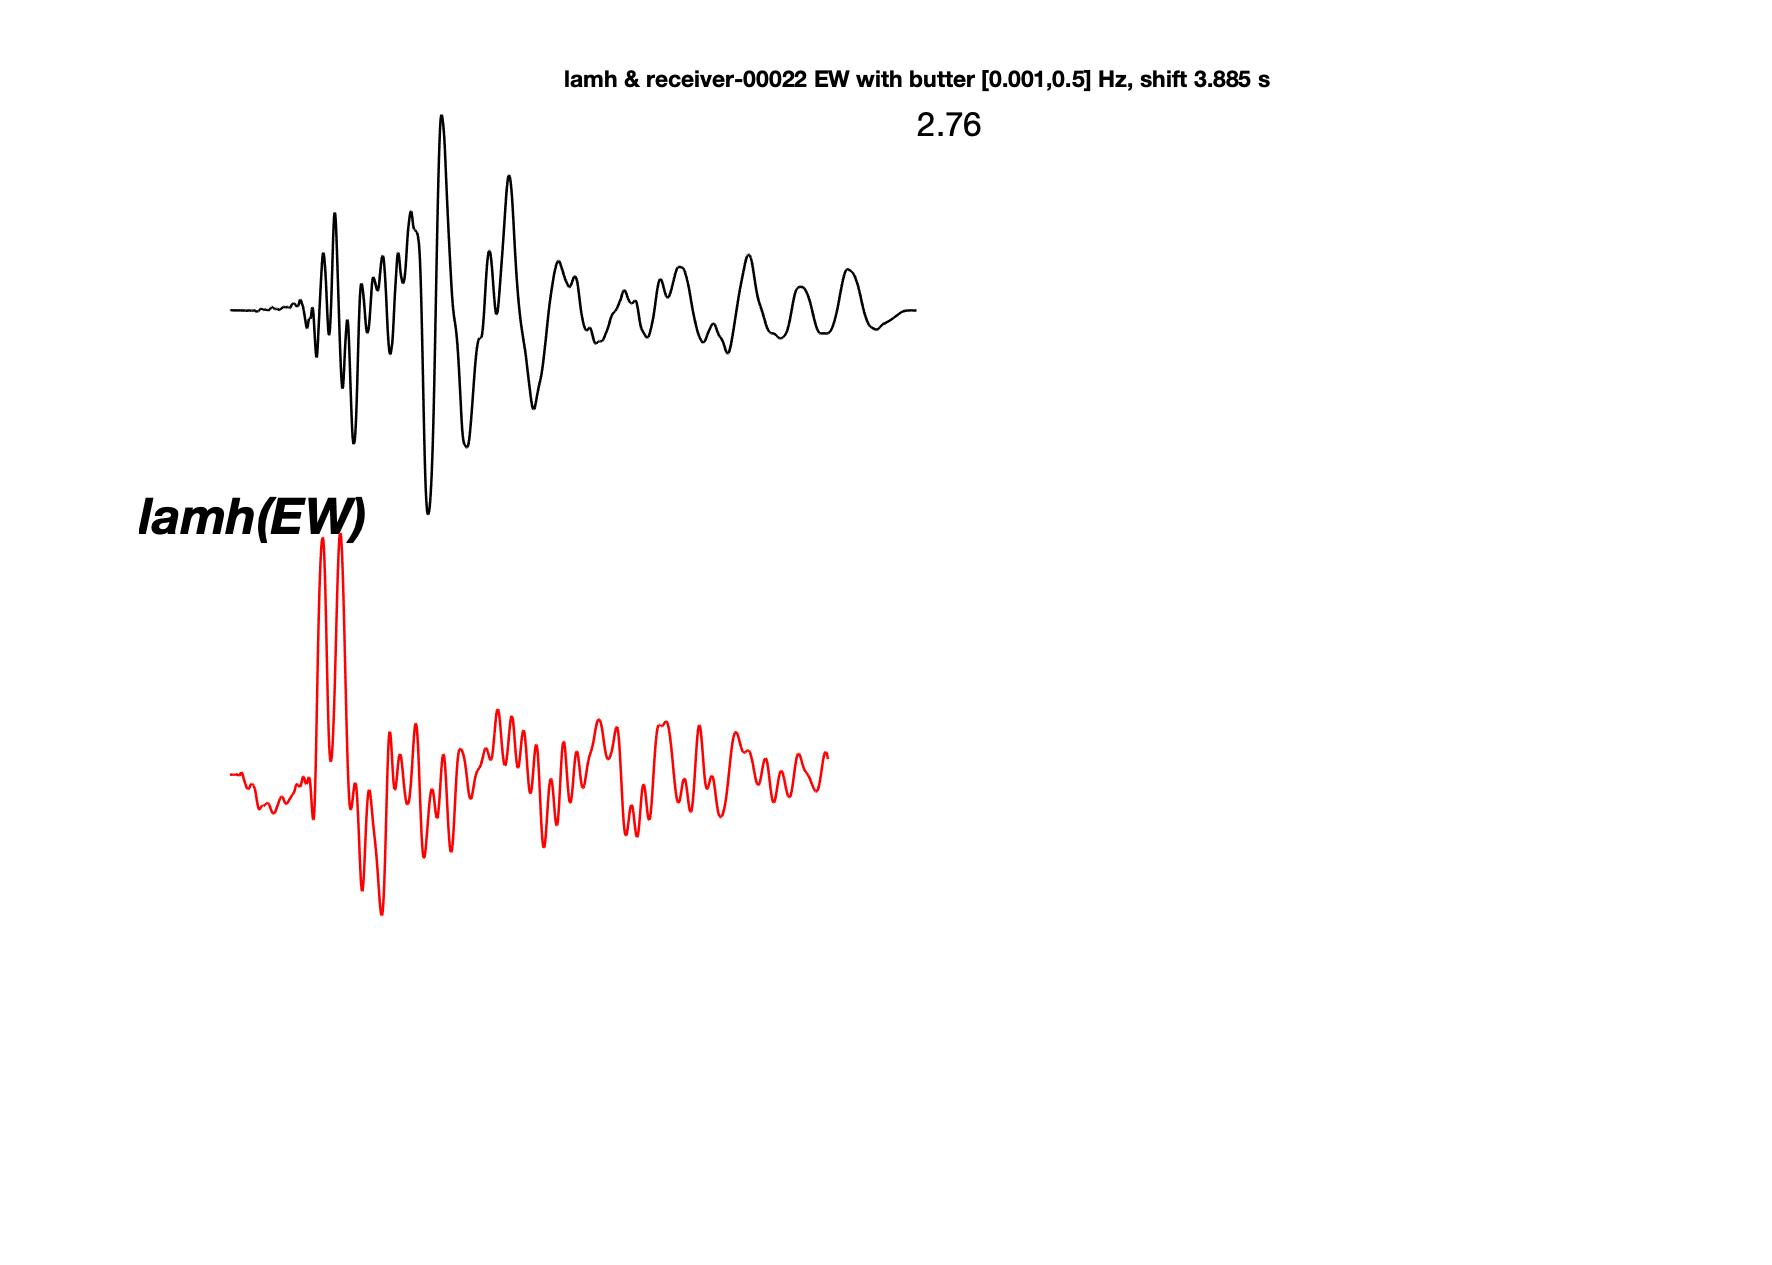 lamh & receiver-00022 EW with butter [0.001,0.5] Hz, shift 3.885 s
2.76
lamh(EW)